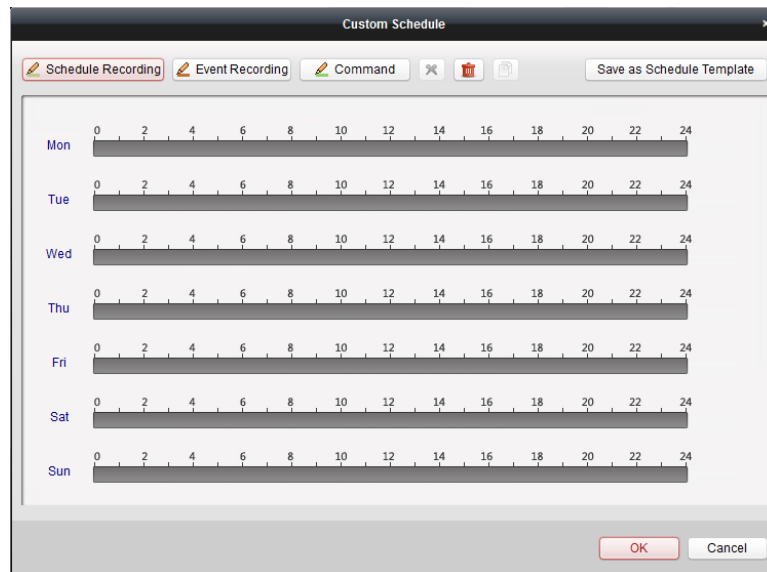 Custom Schedule
Schedule Recording Event Recording Command Save as Schedule Template
0 2 4 6 8 10 12 14 16 18 20 22 24
Mon
0 2 4 6 8 10 12 14 16 18 20 22 24
Tue
0 2 4 6 8 10 12 14 16 18 20 22 24
Wed
0 2 4 6 8 10 12 14 16 18 20 22 24
Thu
0 2 4 6 8 10 12 14 16 18 20 22 24
Fri
0 2 4 6 8 10 12 14 16 18 20 22 24
Sat
0 2 4 6 8 10 12 14 16 18 20 22 24
Sun
OK Cancel